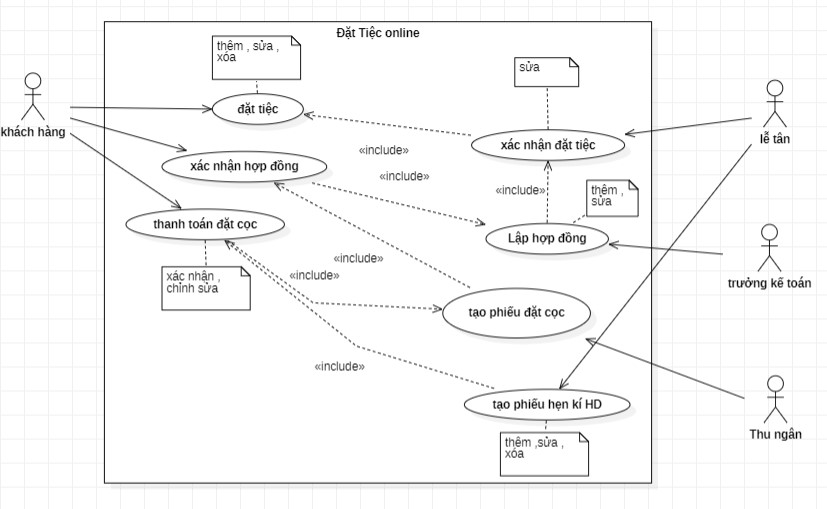 Đặt Tiệc online
thêm , sửa ,
xóa
sửa
khách hàng
đặt tiệc
lễ tân
xác nhận đặt tiệc
«include»
xác nhận hợp đồng
«include»
«include»
thêm ,
sửa
thanh toán đặt cọc
Lập hợp đồng
«include»
«include»
xác nhận ,
chỉnh sửa
trưởng kế toán
tạo phiếu đặt cọc
«include»
tạo phiếu hẹn kí HD
Thu ngân
thêm ,sửa ,
xóa